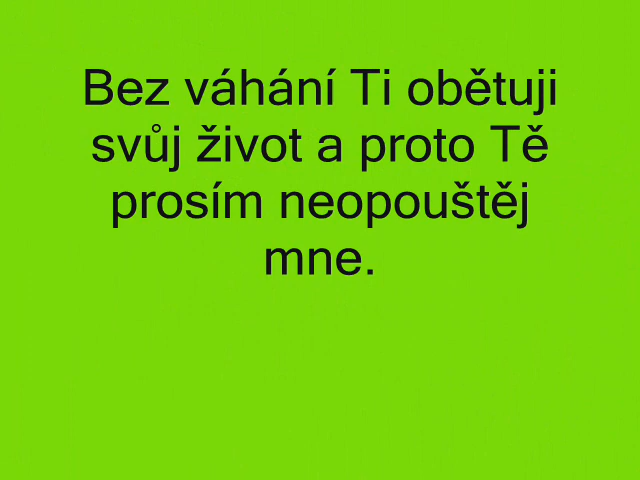 Bez váhání Ti obětuji
svůj život a proto Tě
prosím neopouštěj
mne.